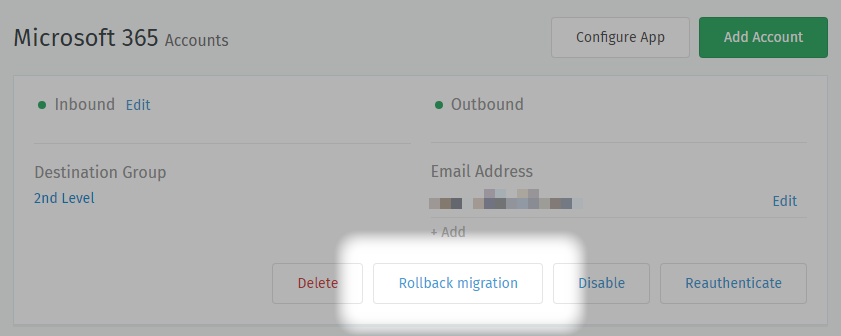 Microsoft 365 Accounts
Configure App
Add Account
Inbound Edit
Outbound
Destination Group
2nd Level
Email Address
Edit
+ Add
Delete
Rollback migration
Disable
Reauthenticate